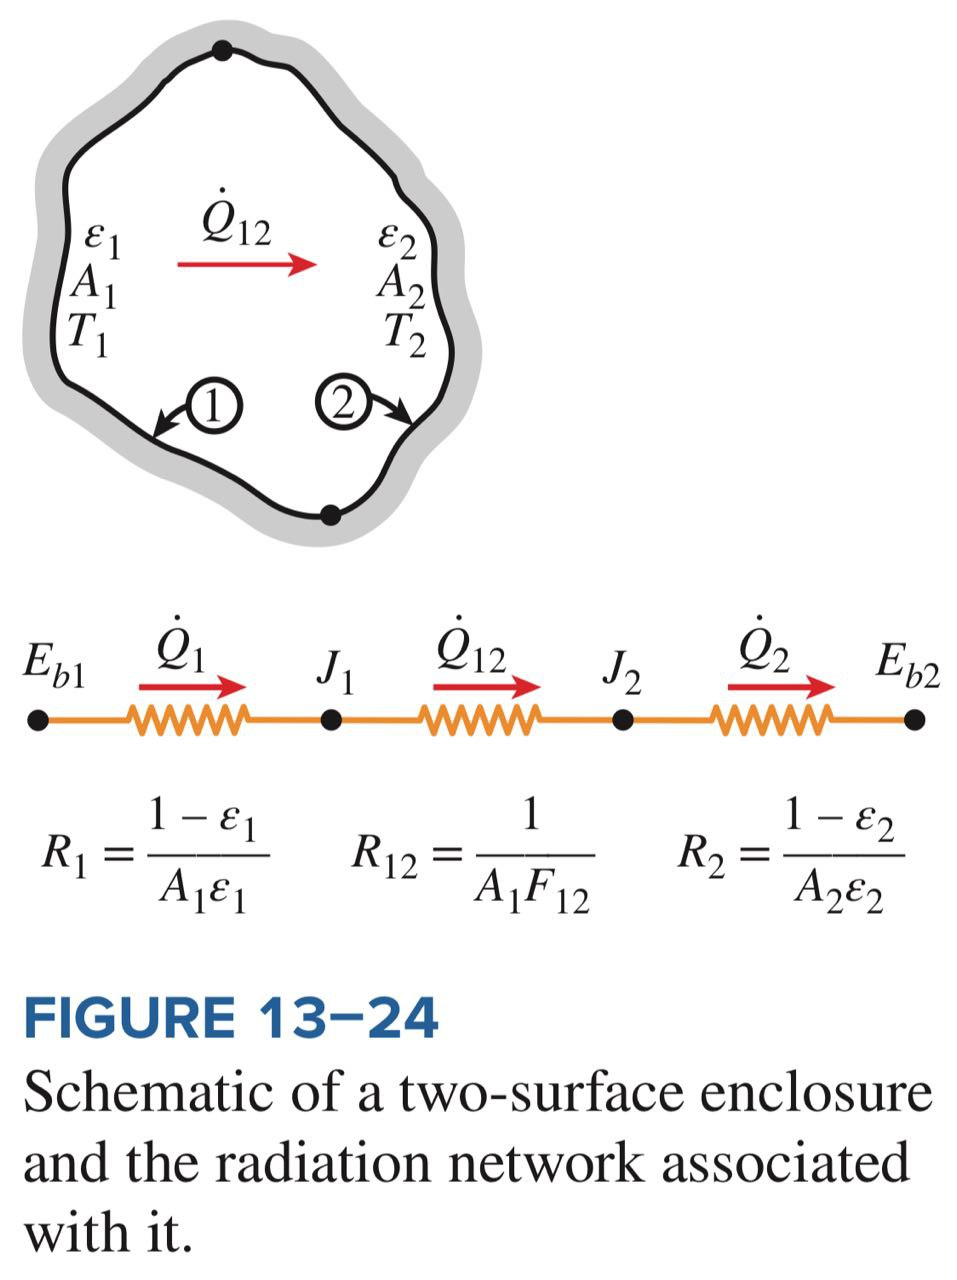 Q̇₁₂
ε₁ ε₂
A₁ A₂
T₁ T₂
1 2
E_b1 Q̇₁ J₁ Q̇₁₂ J₂ Q̇₂ E_b2
R₁ = (1 − ε₁)/(A₁ε₁) R₁₂ = 1/(A₁F₁₂) R₂ = (1 − ε₂)/(A₂ε₂)
FIGURE 13–24
Schematic of a two-surface enclosure
and the radiation network associated
with it.